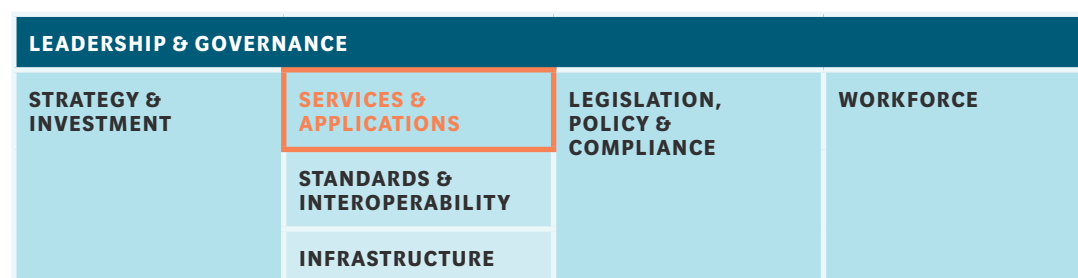 LEADERSHIP & GOVERNANCE
STRATEGY &
INVESTMENT
SERVICES &
APPLICATIONS
STANDARDS &
INTEROPERABILITY
INFRASTRUCTURE
LEGISLATION,
POLICY &
COMPLIANCE
WORKFORCE